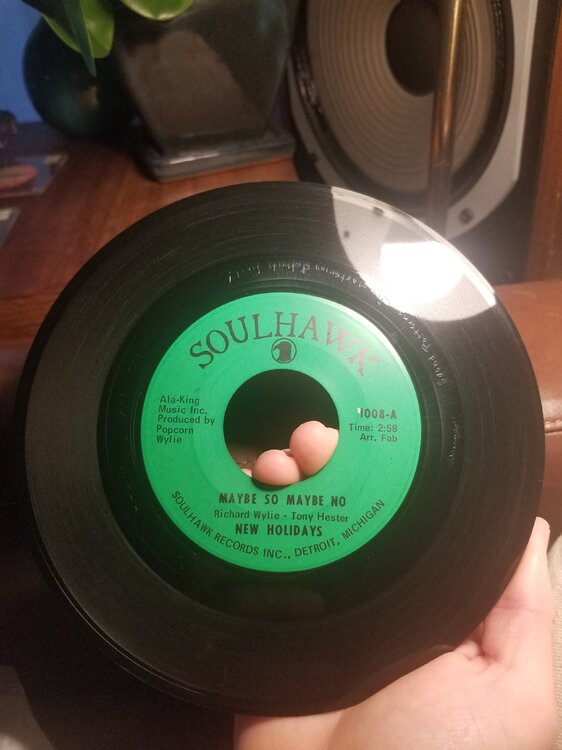 SOULHAWK
Ala-King
Music Inc.
Produced by
Popcorn
Wylie
1008-A
Time: 2:58
Arr. Fab
MAYBE SO MAYBE NO
Richard Wylie - Tony Hester
NEW HOLIDAYS
SOULHAWK RECORDS INC., DETROIT, MICHIGAN